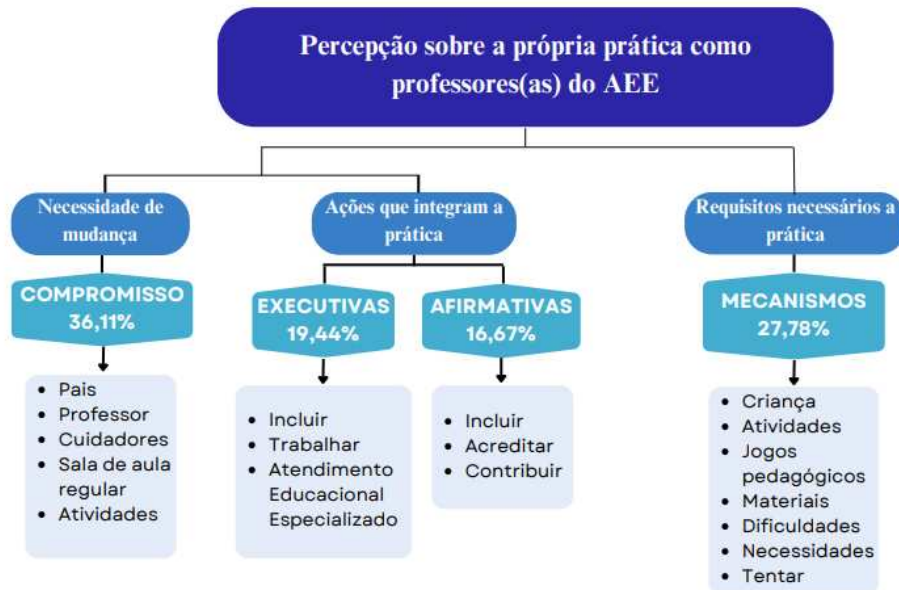 Percepção sobre a própria prática como
professores(as) do AEE
Necessidade de
mudança
COMPROMISSO
36,11%
• Pais
• Professor
• Cuidadores
• Sala de aula
regular
• Atividades
Ações que integram a
prática
EXECUTIVAS
19,44%
• Incluir
• Trabalhar
• Atendimento
Educacional
Especializado
AFIRMATIVAS
16,67%
• Incluir
• Acreditar
• Contribuir
Requisitos necessários a
prática
MECANISMOS
27,78%
• Criança
• Atividades
• Jogos
pedagógicos
• Materiais
• Dificuldades
• Necessidades
• Tentar